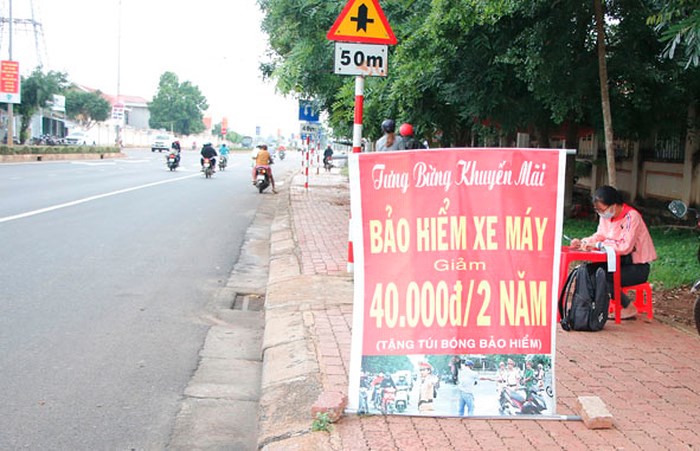 50m
Tưng Bừng Khuyến Mãi
BẢO HIỂM XE MÁY
Giảm
40.000đ/2 NĂM
(TẶNG TÚI BÓNG BẢO HIỂM)